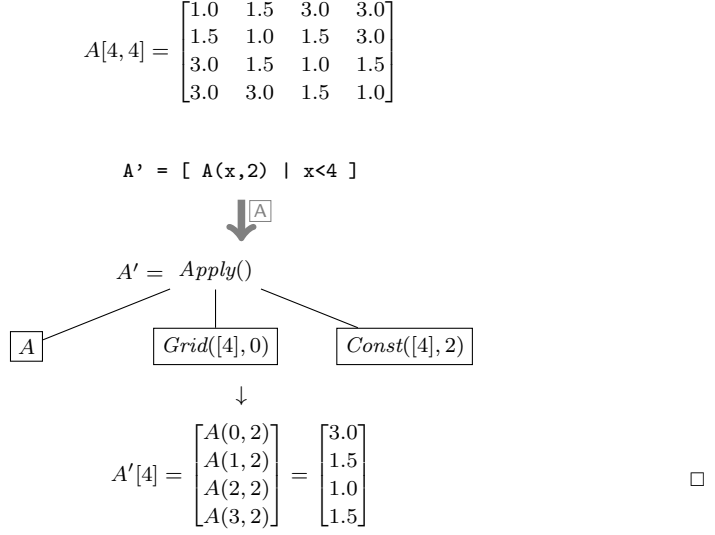 A[4, 4] =
1.0 1.5 3.0 3.0
1.5 1.0 1.5 3.0
3.0 1.5 1.0 1.5
3.0 3.0 1.5 1.0
A’ = [ A(x,2) | x<4 ]
A
A′ = Apply()
A Grid([4], 0) Const([4], 2)
↓
A′[4] =
A(0, 2)
A(1, 2)
A(2, 2)
A(3, 2)
=
3.0
1.5
1.0
1.5
□